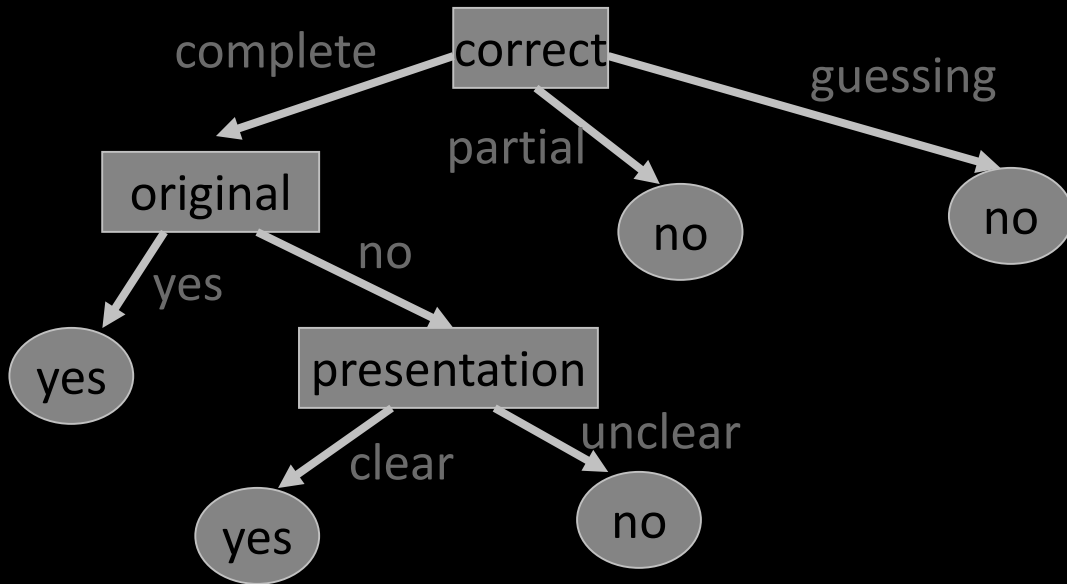 correct
complete
guessing
partial
original
no
no
no
yes
yes
presentation
unclear
clear
no
yes